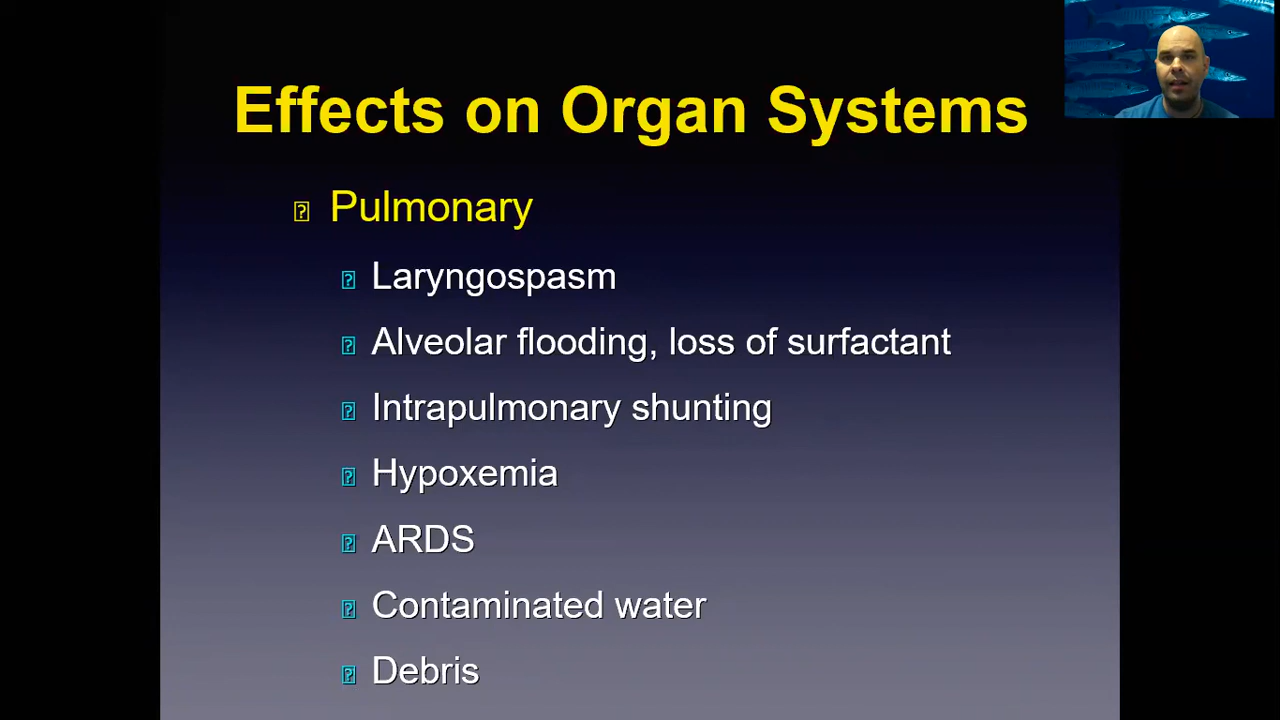 Effects on Organ Systems
Pulmonary
Laryngospasm
Alveolar flooding, loss of surfactant
Intrapulmonary shunting
Hypoxemia
ARDS
Contaminated water
Debris